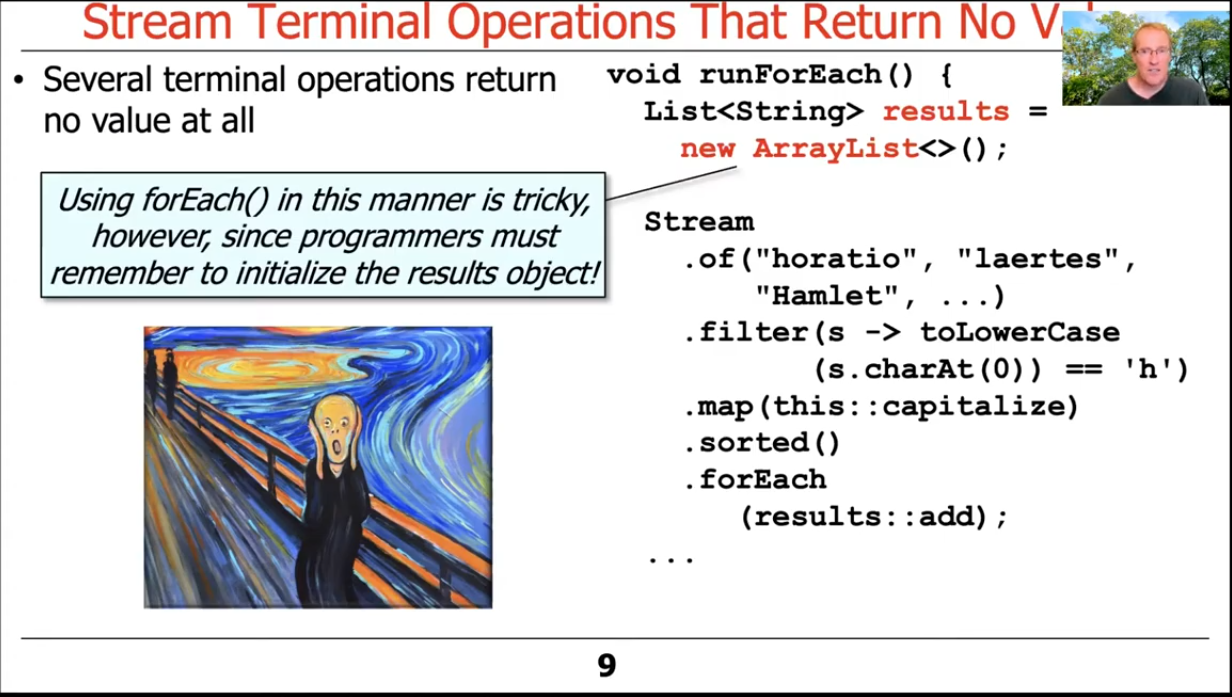 Stream Terminal Operations That Return No
• Several terminal operations return
no value at all
Using forEach() in this manner is tricky,
however, since programmers must
remember to initialize the results object!
void runForEach() {
List<String> results =
new ArrayList<>();
Stream
.of("horatio", "laertes",
"Hamlet", ...)
.filter(s -> toLowerCase
(s.charAt(0)) == 'h')
.map(this::capitalize)
.sorted()
.forEach
(results::add);
...
9